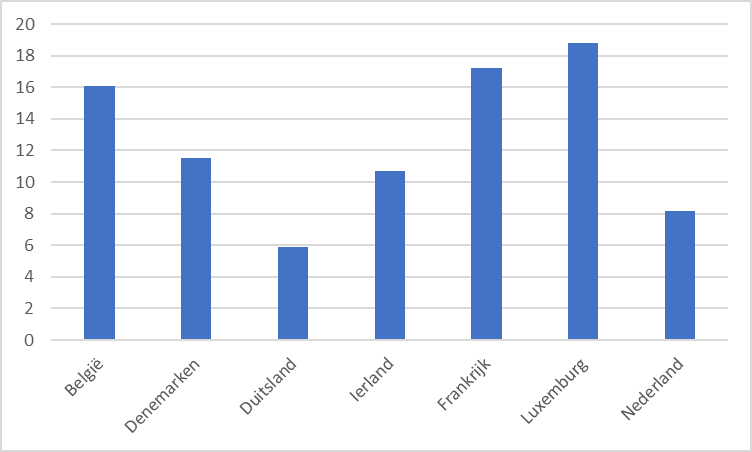 20
18
16
14
12
10
8
6
4
2
0
België
Denemarken
Duitsland
Ierland
Frankrijk
Luxemburg
Nederland